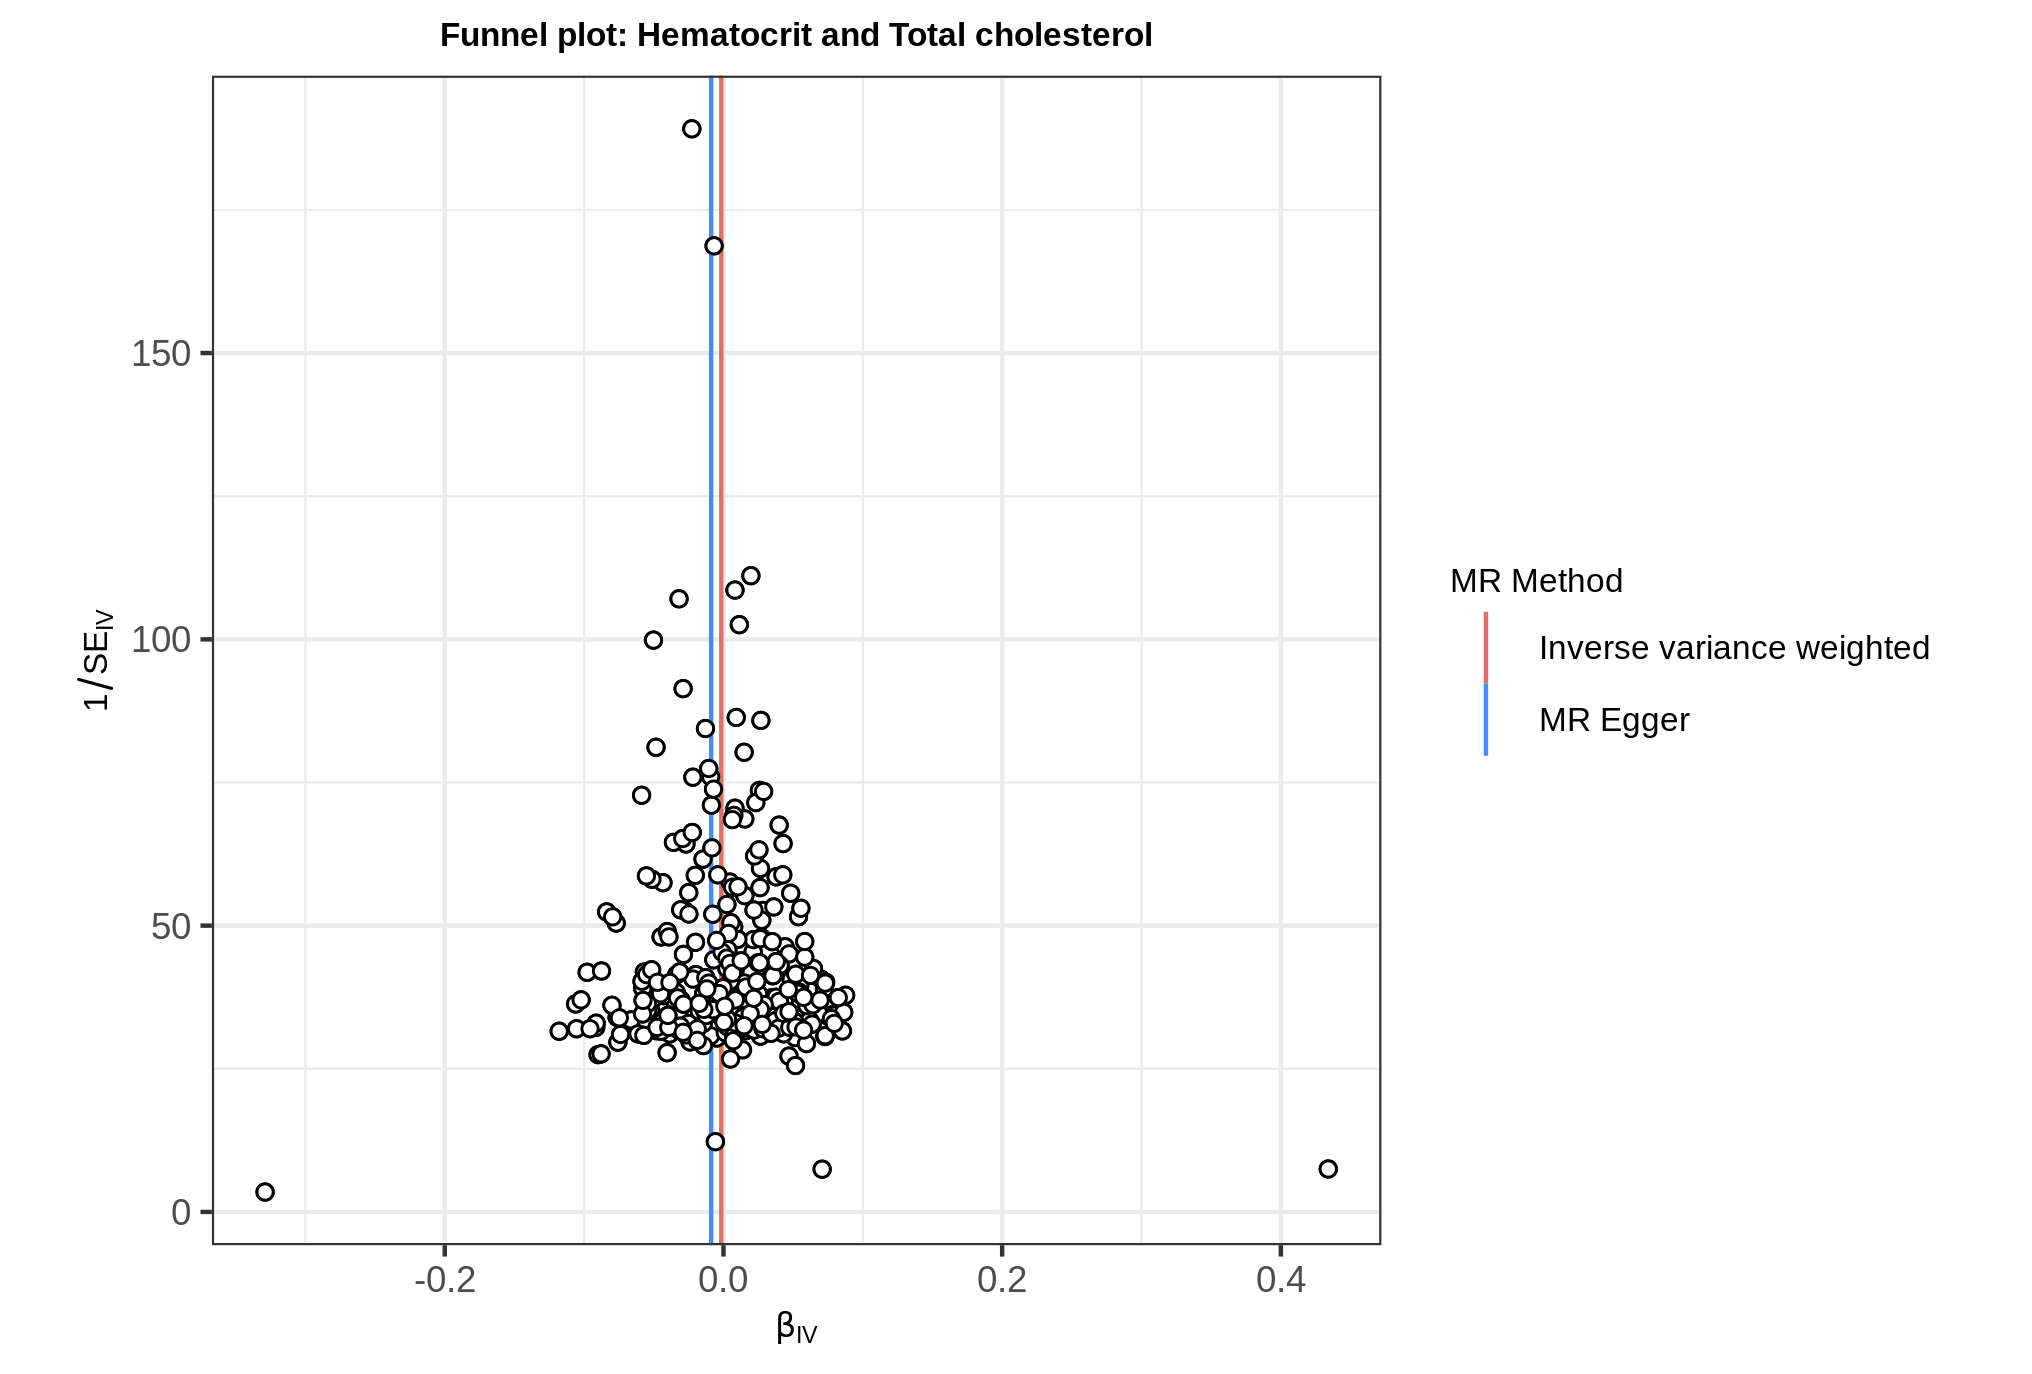 Funnel plot: Hematocrit and Total cholesterol
150
100
50
0
1/SE_IV
-0.2
0.0
0.2
0.4
β_IV
MR Method
Inverse variance weighted
MR Egger